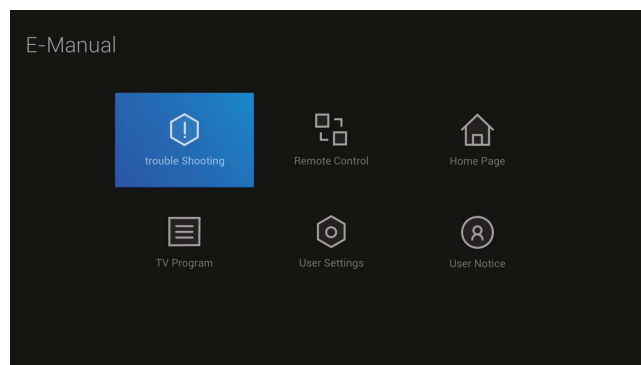 E-Manual
trouble Shooting
Remote Control
Home Page
TV Program
User Settings
User Notice